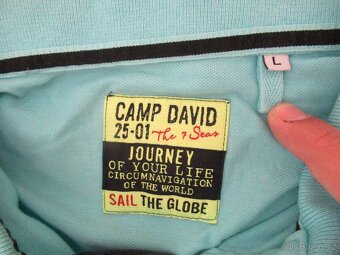 L
CAMP DAVID
25-01 The 7 Seas
JOURNEY
OF YOUR LIFE
CIRCUMNAVIGATION
OF THE WORLD
SAIL THE GLOBE